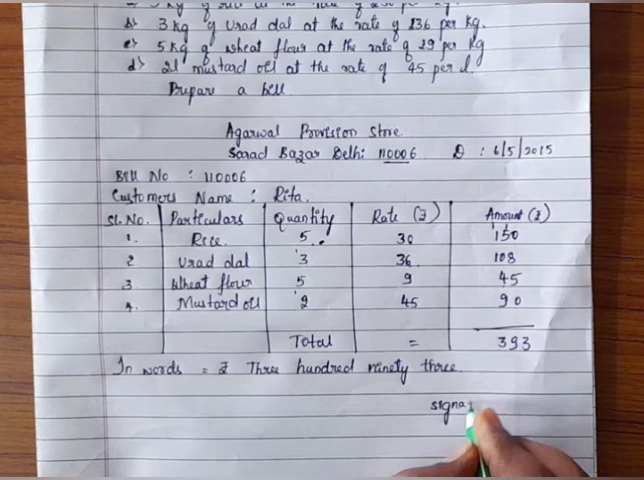 b) 3 kg of Urad dal at the rate of ₹36 per kg.
c) 5 kg of wheat flour at the rate of ₹9 per kg
d) 2l mustard oil at the rate of 45 per l.
Prepare a bill
Agarwal Provision Store
Sarad Bazar Delhi 110006 D : 6/5/2015
Bill No : 110006
Customers Name : Rita.
SL. No. Particulars Quantity Rate (₹) Amount (₹)
1. Rice 5 30 150
2 Urad dal 3 36 108
3 Wheat flour 5 9 45
4. Mustard oil 2 45 90
Total = 393
In words = ₹ Three hundred ninety three.
signa